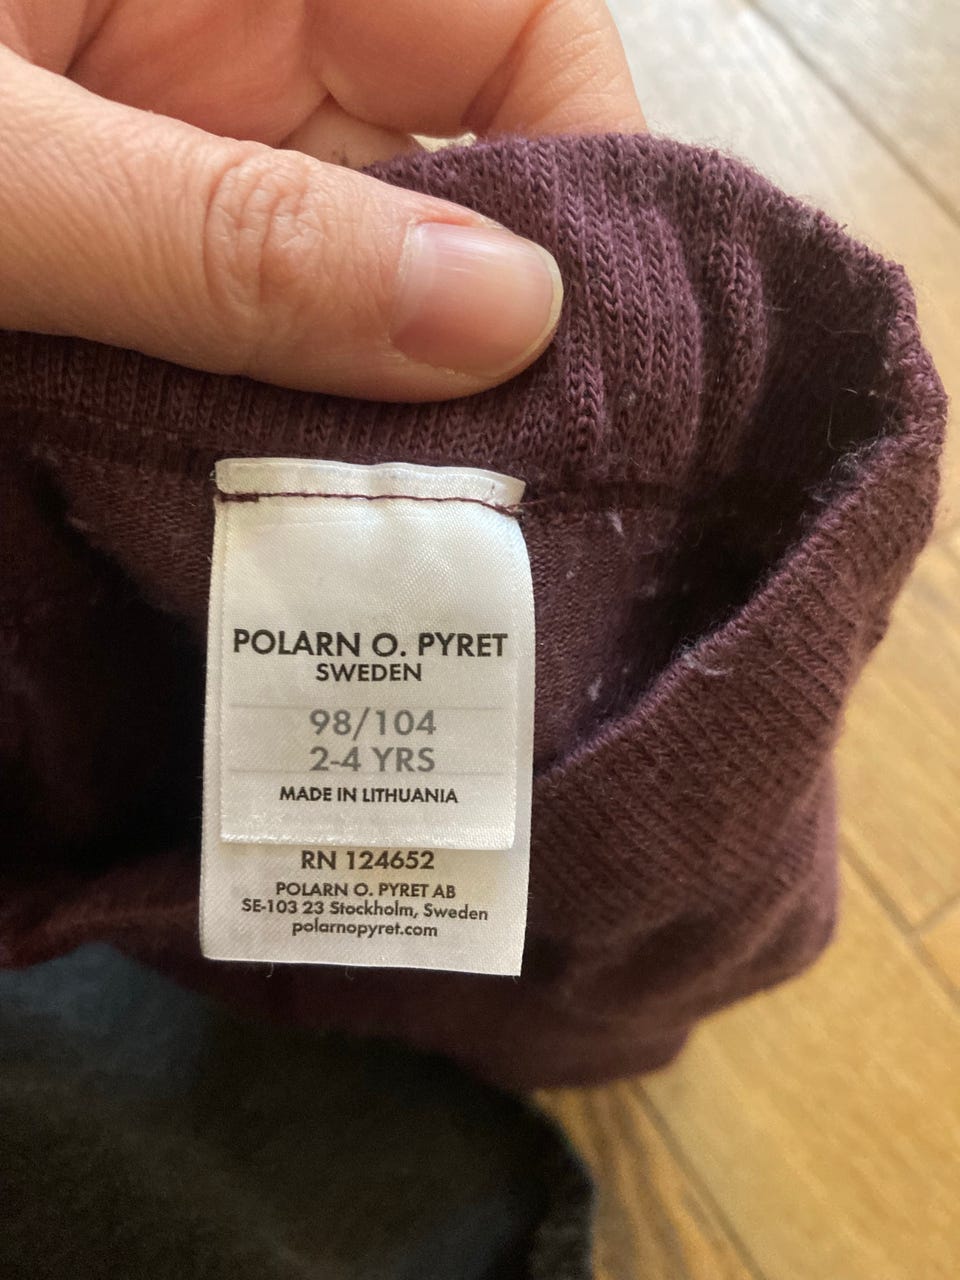 POLARN O. PYRET
SWEDEN
98/104
2-4 YRS
MADE IN LITHUANIA
RN 124652
POLARN O. PYRET AB
SE-103 23 Stockholm, Sweden
polarnopyret.com